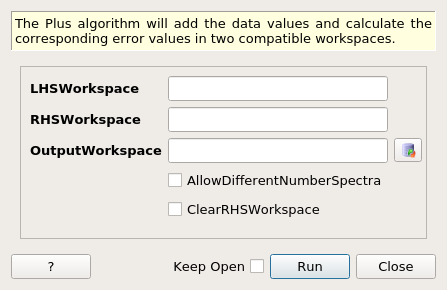 The Plus algorithm will add the data values and calculate the
corresponding error values in two compatible workspaces.
LHSWorkspace
RHSWorkspace
OutputWorkspace
AllowDifferentNumberSpectra
ClearRHSWorkspace
? Keep Open Run Close